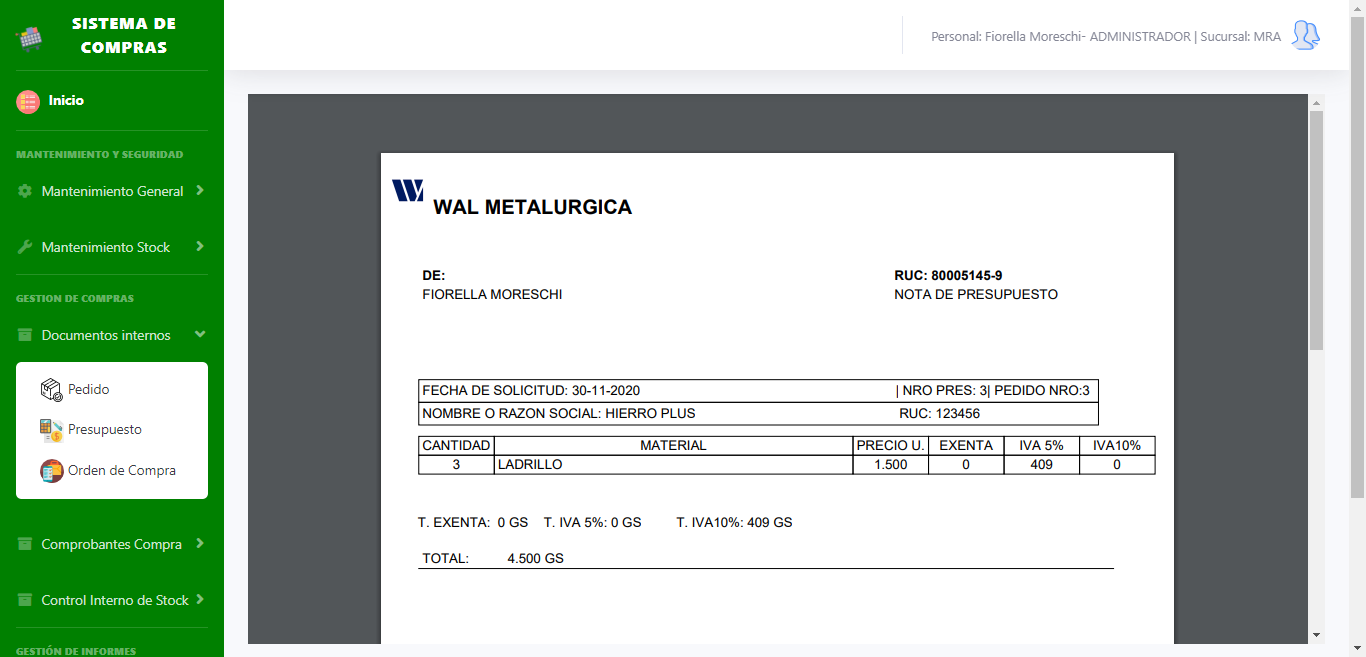 SISTEMA DE
COMPRAS
Inicio
MANTENIMIENTO Y SEGURIDAD
Mantenimiento General
Mantenimiento Stock
GESTION DE COMPRAS
Documentos internos
Pedido
Presupuesto
Orden de Compra
Comprobantes Compra
Control Interno de Stock
GESTIÓN DE INFORMES
Personal: Fiorella Moreschi- ADMINISTRADOR | Sucursal: MRA
WAL METALURGICA
DE:
FIORELLA MORESCHI
RUC: 80005145-9
NOTA DE PRESUPUESTO
FECHA DE SOLICITUD: 30-11-2020 | NRO PRES: 3| PEDIDO NRO:3
NOMBRE O RAZON SOCIAL: HIERRO PLUS RUC: 123456
CANTIDAD MATERIAL PRECIO U. EXENTA IVA 5% IVA10%
3 LADRILLO 1.500 0 409 0
T. EXENTA: 0 GS T. IVA 5%: 0 GS T. IVA10%: 409 GS
TOTAL: 4.500 GS